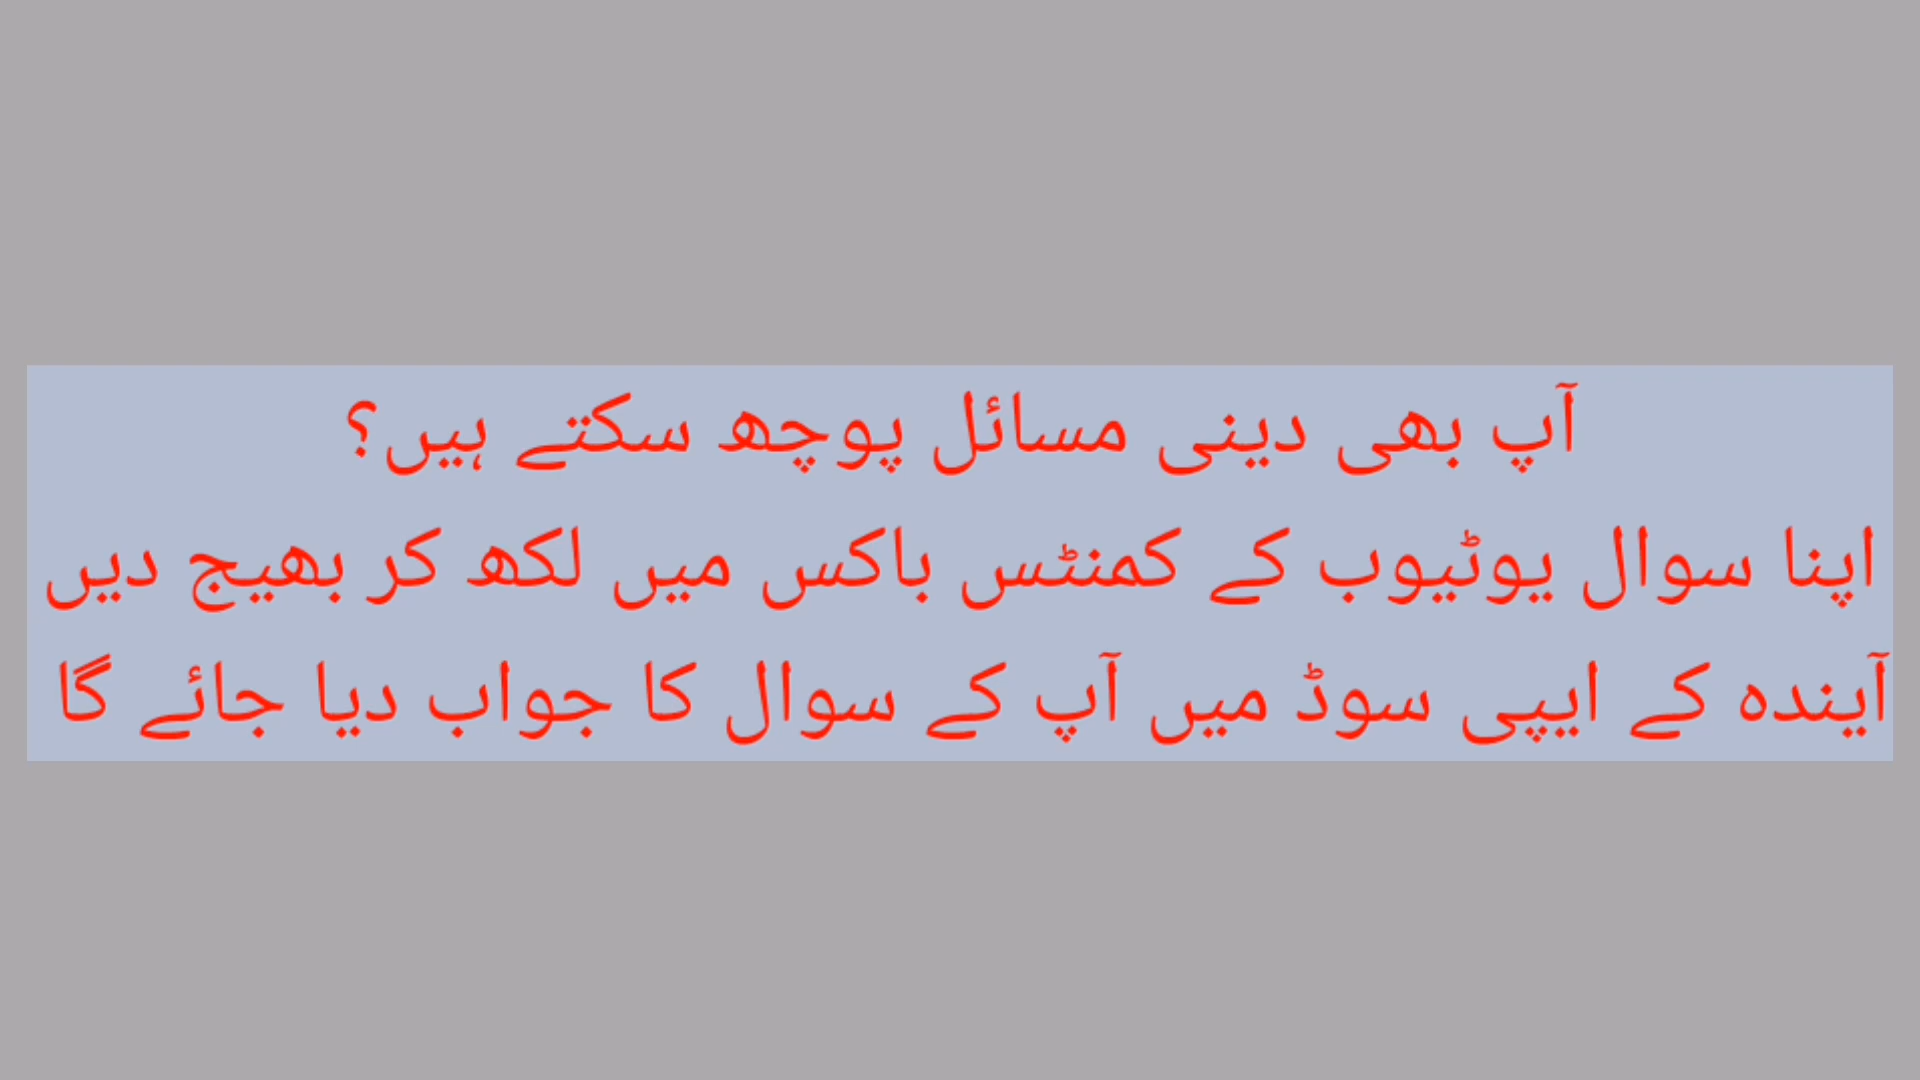 آپ بھی دینی مسائل پوچھ سکتے ہیں؟
اپنا سوال یوٹیوب کے کمنٹس باکس میں لکھ کر بھیج دیں
آیندہ کے ایپی سوڈ میں آپ کے سوال کا جواب دیا جائے گا